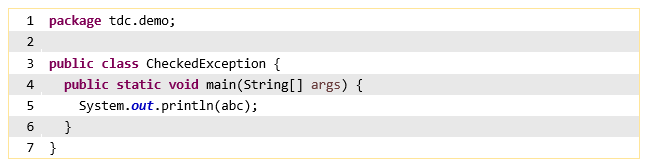 1 package tdc.demo;
2
3 public class CheckedException {
4   public static void main(String[] args) {
5     System.out.println(abc);
6   }
7 }